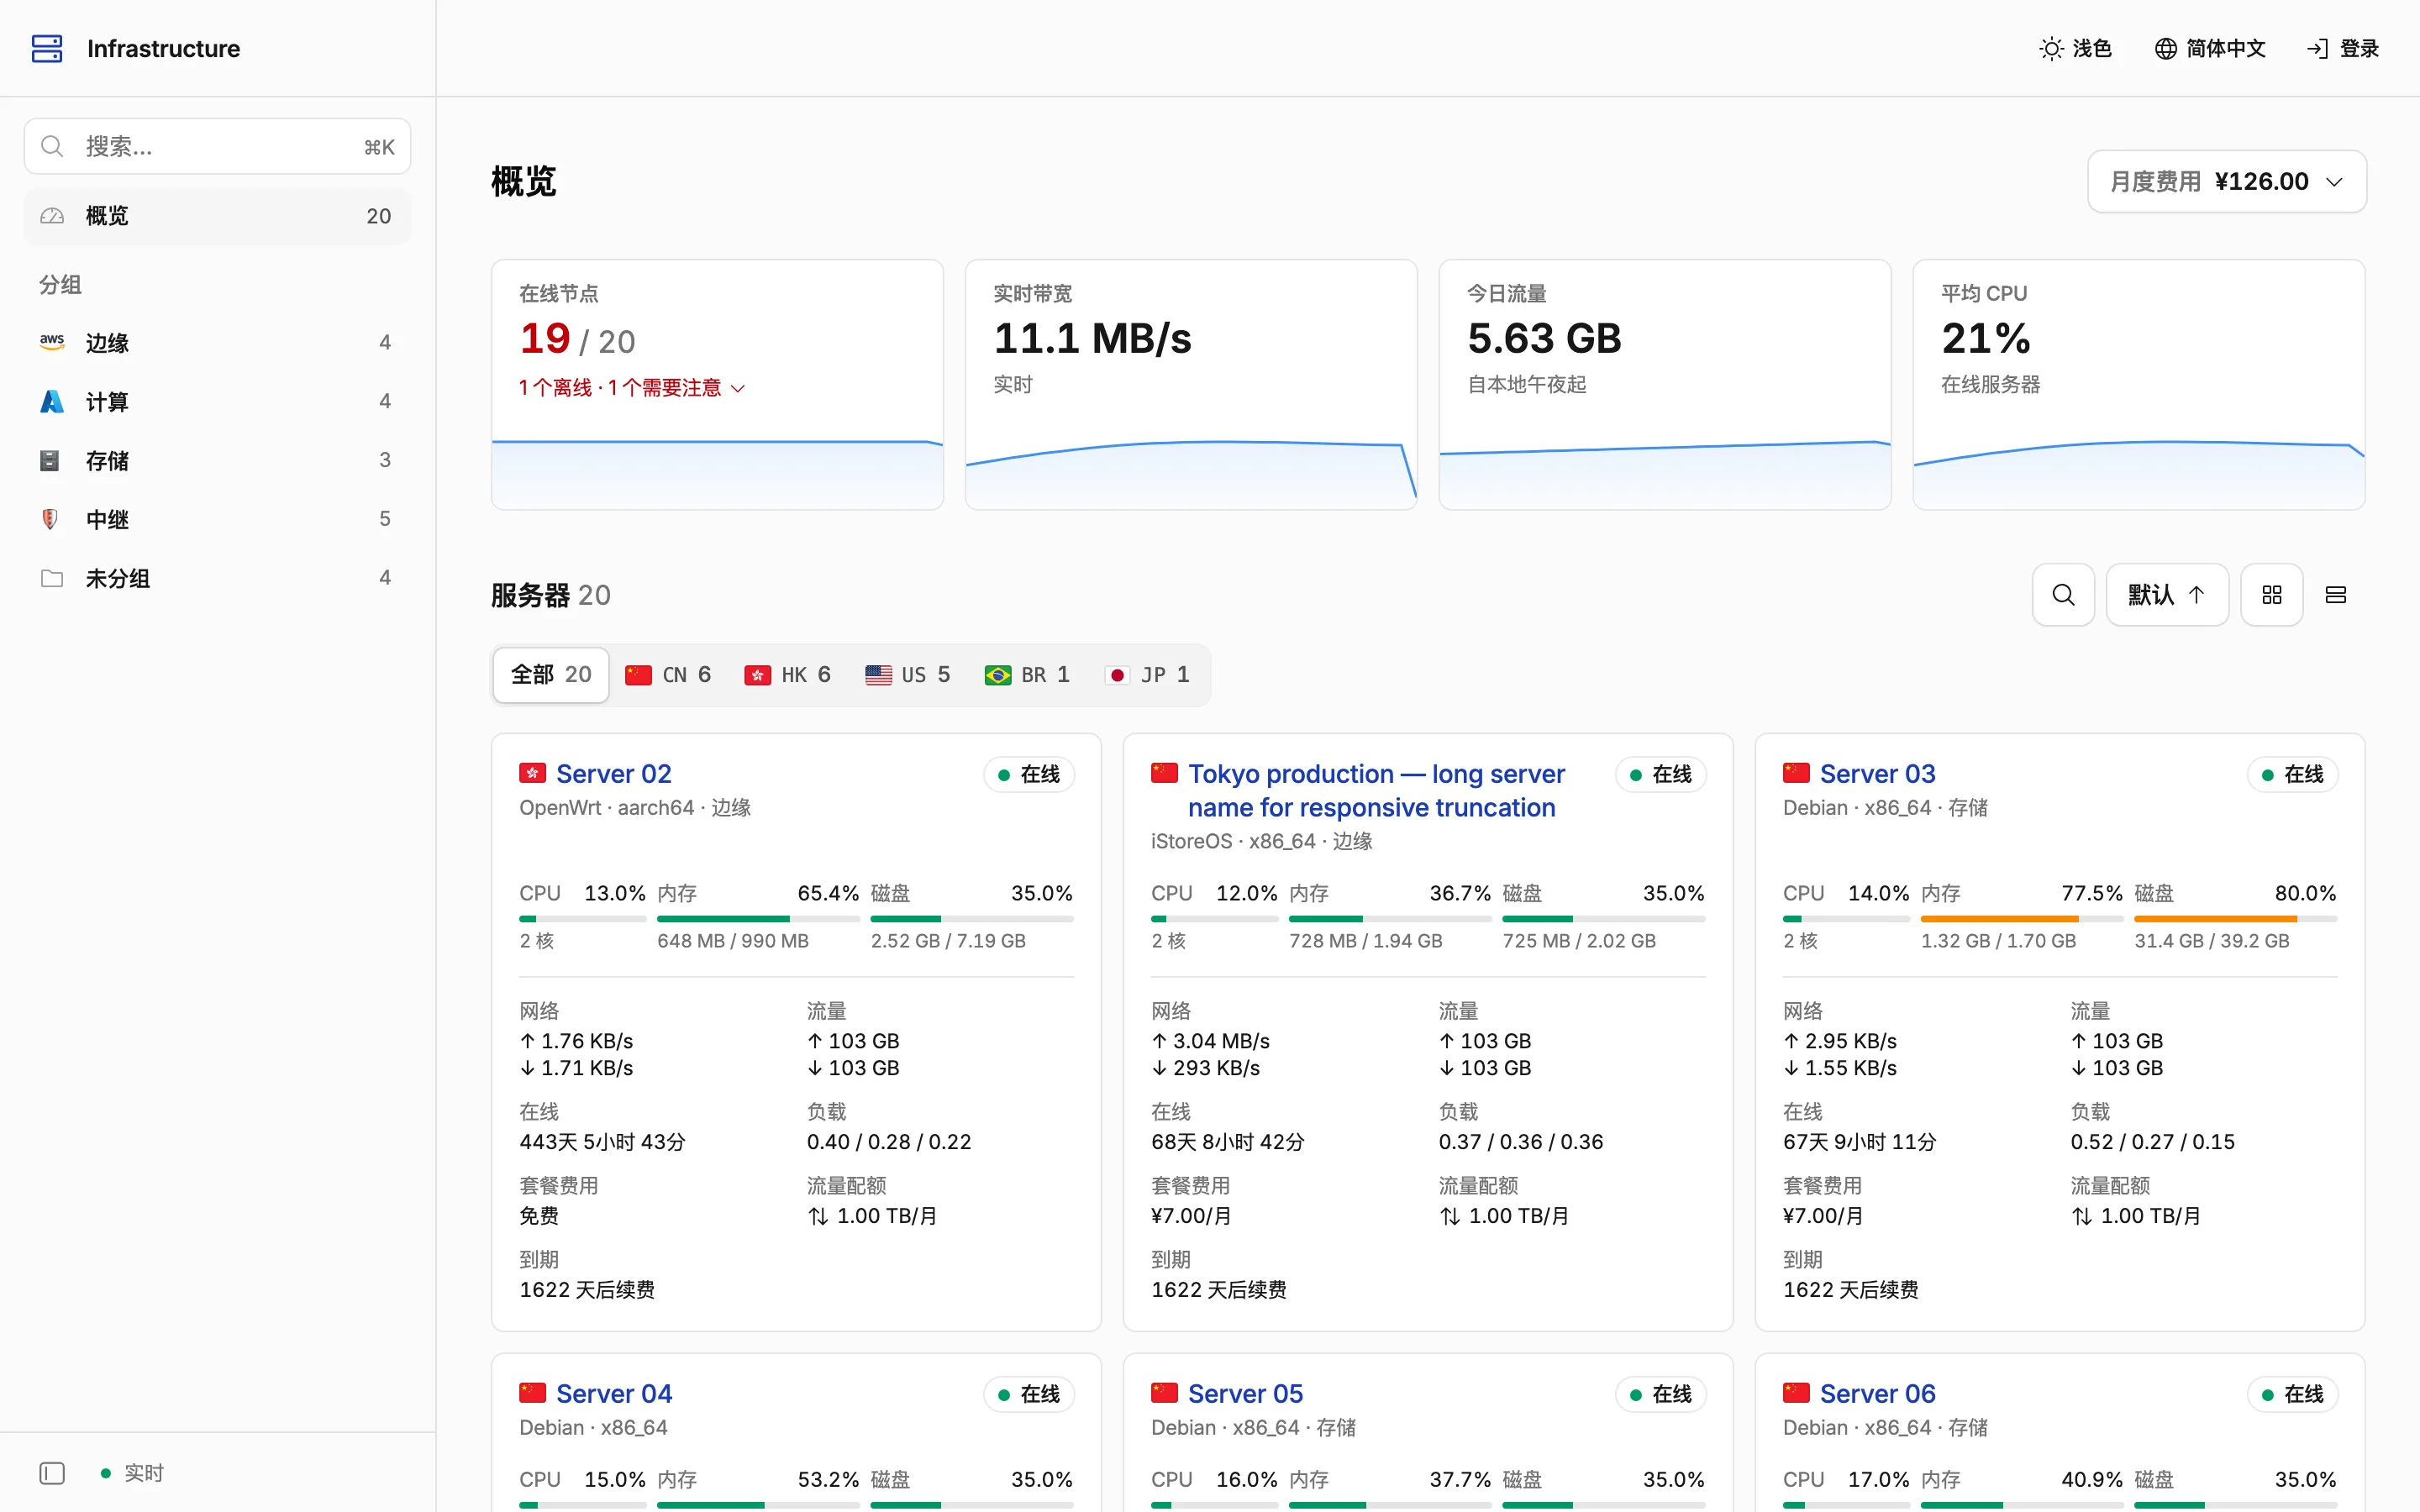 Infrastructure
浅色
简体中文
登录
搜索...
⌘K
概览
20
分组
aws
边缘
4
计算
4
存储
3
中继
5
未分组
4
实时
概览
月度费用 ¥126.00
在线节点
19 / 20
1 个离线 · 1 个需要注意
实时带宽
11.1 MB/s
实时
今日流量
5.63 GB
自本地午夜起
平均 CPU
21%
在线服务器
服务器 20
默认 ↑
全部 20
CN 6
HK 6
US 5
BR 1
JP 1
Server 02
在线
OpenWrt · aarch64 · 边缘
CPU 13.0% 内存 65.4% 磁盘 35.0%
2 核 648 MB / 990 MB 2.52 GB / 7.19 GB
网络 流量
↑ 1.76 KB/s ↑ 103 GB
↓ 1.71 KB/s ↓ 103 GB
在线 负载
443天 5小时 43分 0.40 / 0.28 / 0.22
套餐费用 流量配额
免费 ↑↓ 1.00 TB/月
到期
1622 天后续费
Tokyo production — long server
name for responsive truncation
在线
iStoreOS · x86_64 · 边缘
CPU 12.0% 内存 36.7% 磁盘 35.0%
2 核 728 MB / 1.94 GB 725 MB / 2.02 GB
网络 流量
↑ 3.04 MB/s ↑ 103 GB
↓ 293 KB/s ↓ 103 GB
在线 负载
68天 8小时 42分 0.37 / 0.36 / 0.36
套餐费用 流量配额
¥7.00/月 ↑↓ 1.00 TB/月
到期
1622 天后续费
Server 03
在线
Debian · x86_64 · 存储
CPU 14.0% 内存 77.5% 磁盘 80.0%
2 核 1.32 GB / 1.70 GB 31.4 GB / 39.2 GB
网络 流量
↑ 2.95 KB/s ↑ 103 GB
↓ 1.55 KB/s ↓ 103 GB
在线 负载
67天 9小时 11分 0.52 / 0.27 / 0.15
套餐费用 流量配额
¥7.00/月 ↑↓ 1.00 TB/月
到期
1622 天后续费
Server 04
在线
Debian · x86_64
CPU 15.0% 内存 53.2% 磁盘 35.0%
Server 05
在线
Debian · x86_64 · 存储
CPU 16.0% 内存 37.7% 磁盘 35.0%
Server 06
在线
Debian · x86_64 · 存储
CPU 17.0% 内存 40.9% 磁盘 35.0%